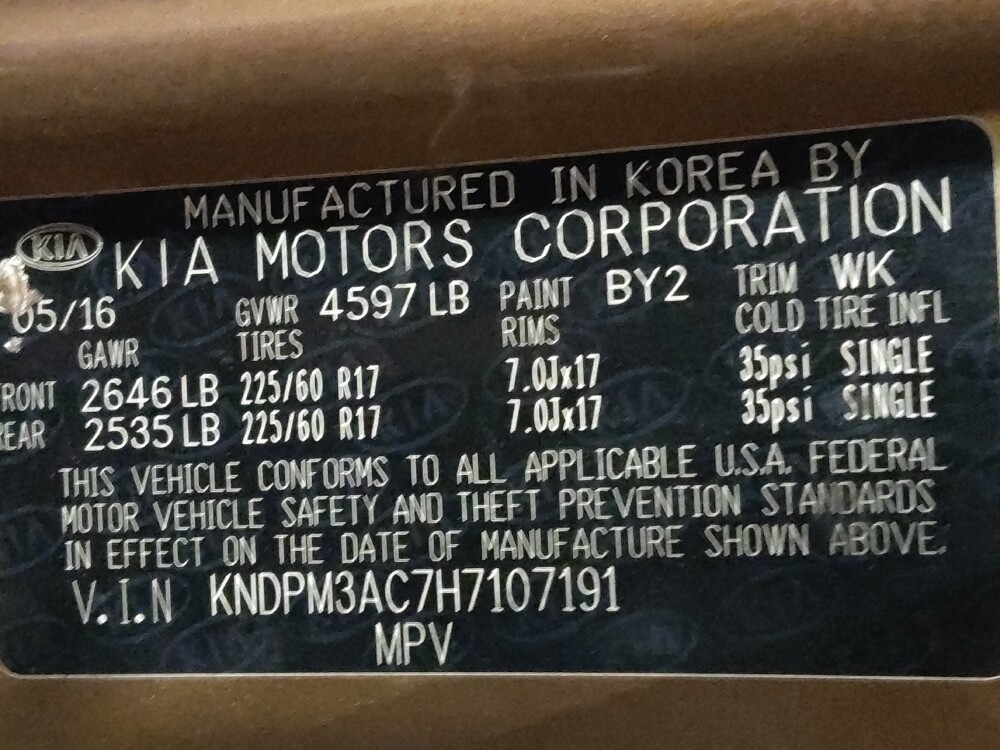 MANUFACTURED IN KOREA BY
KIA KIA MOTORS CORPORATION
05/16 GVWR 4597 LB PAINT BY2 TRIM WK
GAWR TIRES RIMS COLD TIRE INFL
FRONT 2646 LB 225/60 R17 7.0Jx17 35psi SINGLE
REAR 2535 LB 225/60 R17 7.0Jx17 35psi SINGLE
THIS VEHICLE CONFORMS TO ALL APPLICABLE U.S.A. FEDERAL
MOTOR VEHICLE SAFETY AND THEFT PREVENTION STANDARDS
IN EFFECT ON THE DATE OF MANUFACTURE SHOWN ABOVE.
V.I.N KNDPM3AC7H7107191
MPV